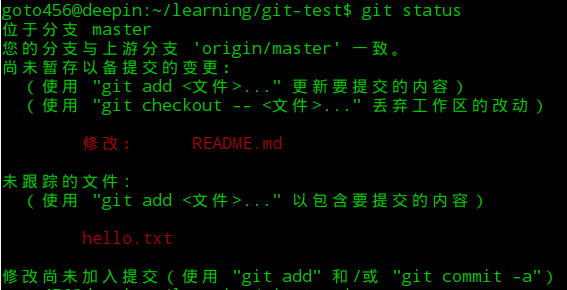 goto456@deepin:~/learning/git-test$ git status
位于分支 master
您的分支与上游分支 'origin/master' 一致。
尚未暂存以备提交的变更：
（使用 "git add <文件>..." 更新要提交的内容）
（使用 "git checkout -- <文件>..." 丢弃工作区的改动）
修改： README.md
未跟踪的文件：
（使用 "git add <文件>..." 以包含要提交的内容）
hello.txt
修改尚未加入提交（使用 "git add" 和/或 "git commit -a"）